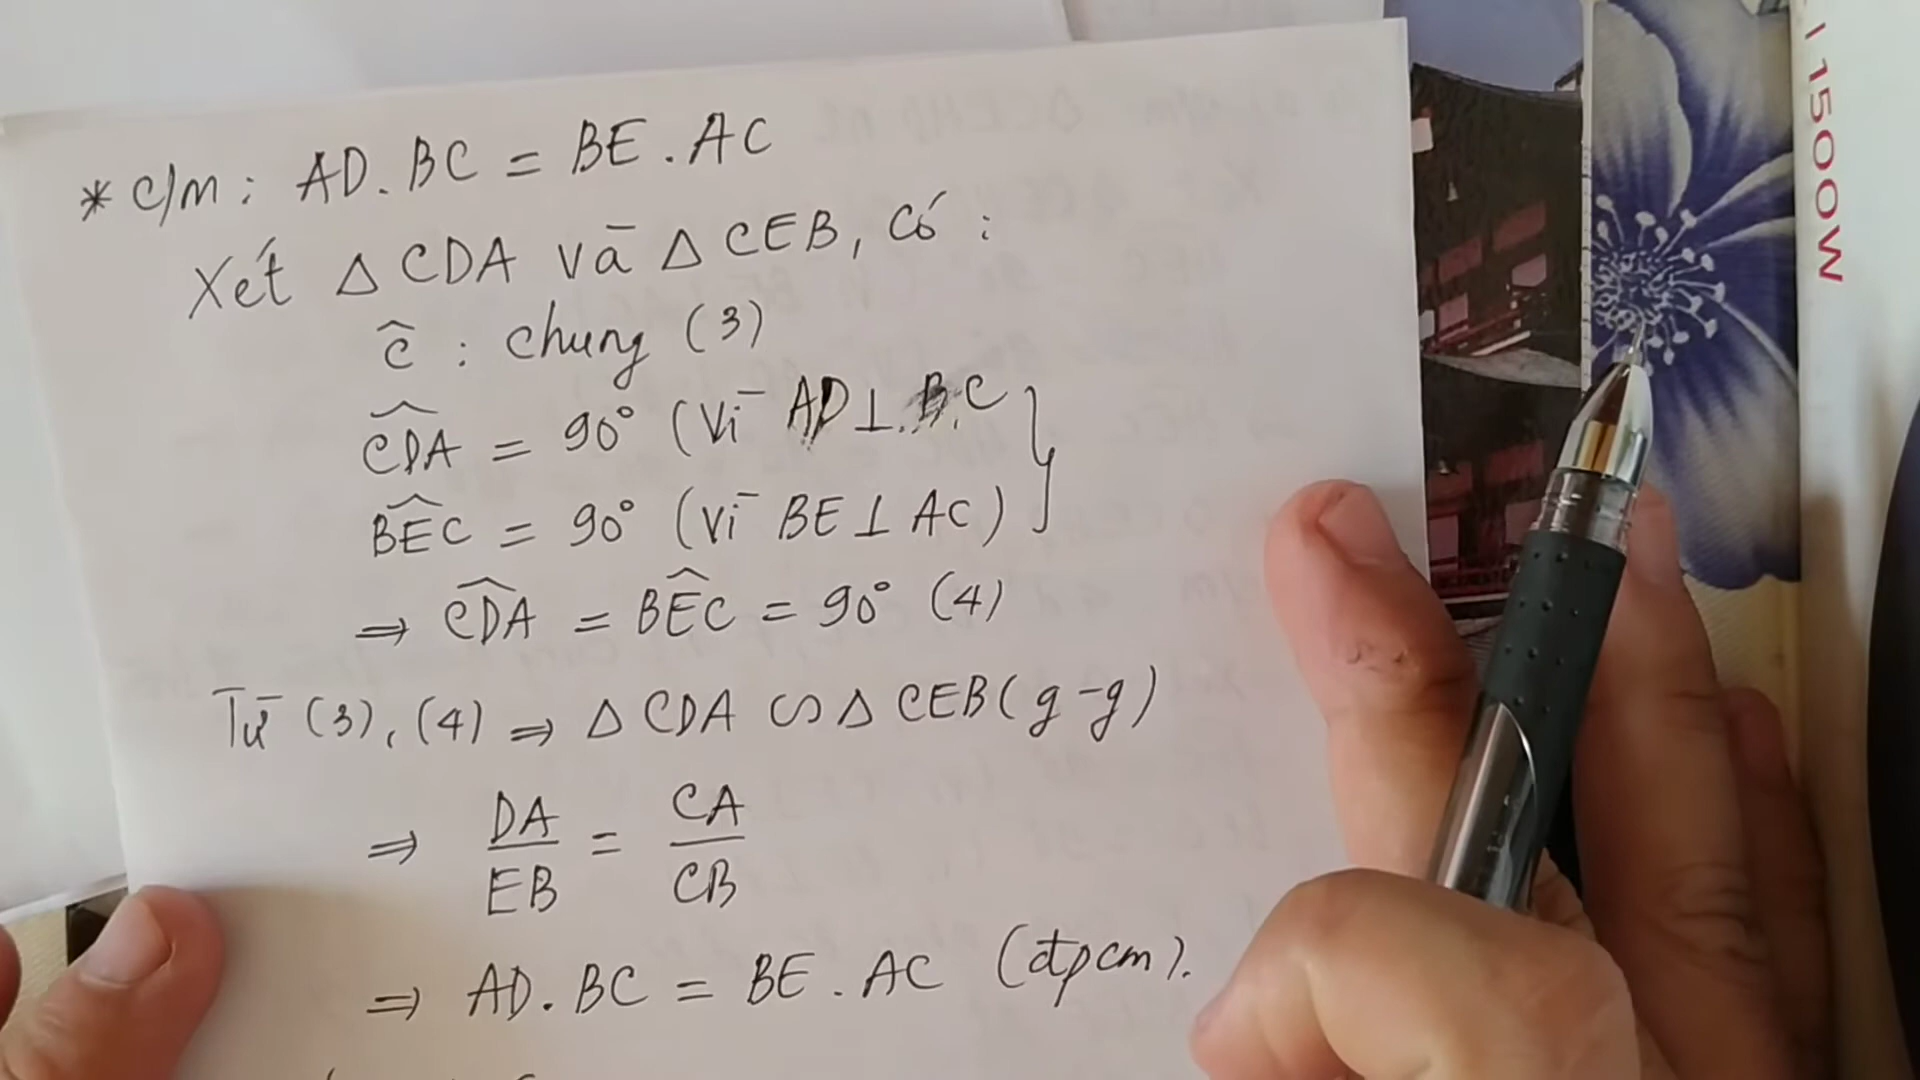 * C/m: AD.BC = BE.AC
Xét Δ CDA và Δ CEB, có:
Ĉ : chung (3)
CDA = 90° (Vì AD⊥BC
BEC = 90° (Vì BE⊥AC) }
⇒ CDA = BEC = 90° (4)
Từ (3), (4) ⇒ Δ CDA ∽ Δ CEB (g-g)
⇒ DA/EB = CA/CB
⇒ AD.BC = BE.AC (đpcm).
1500W